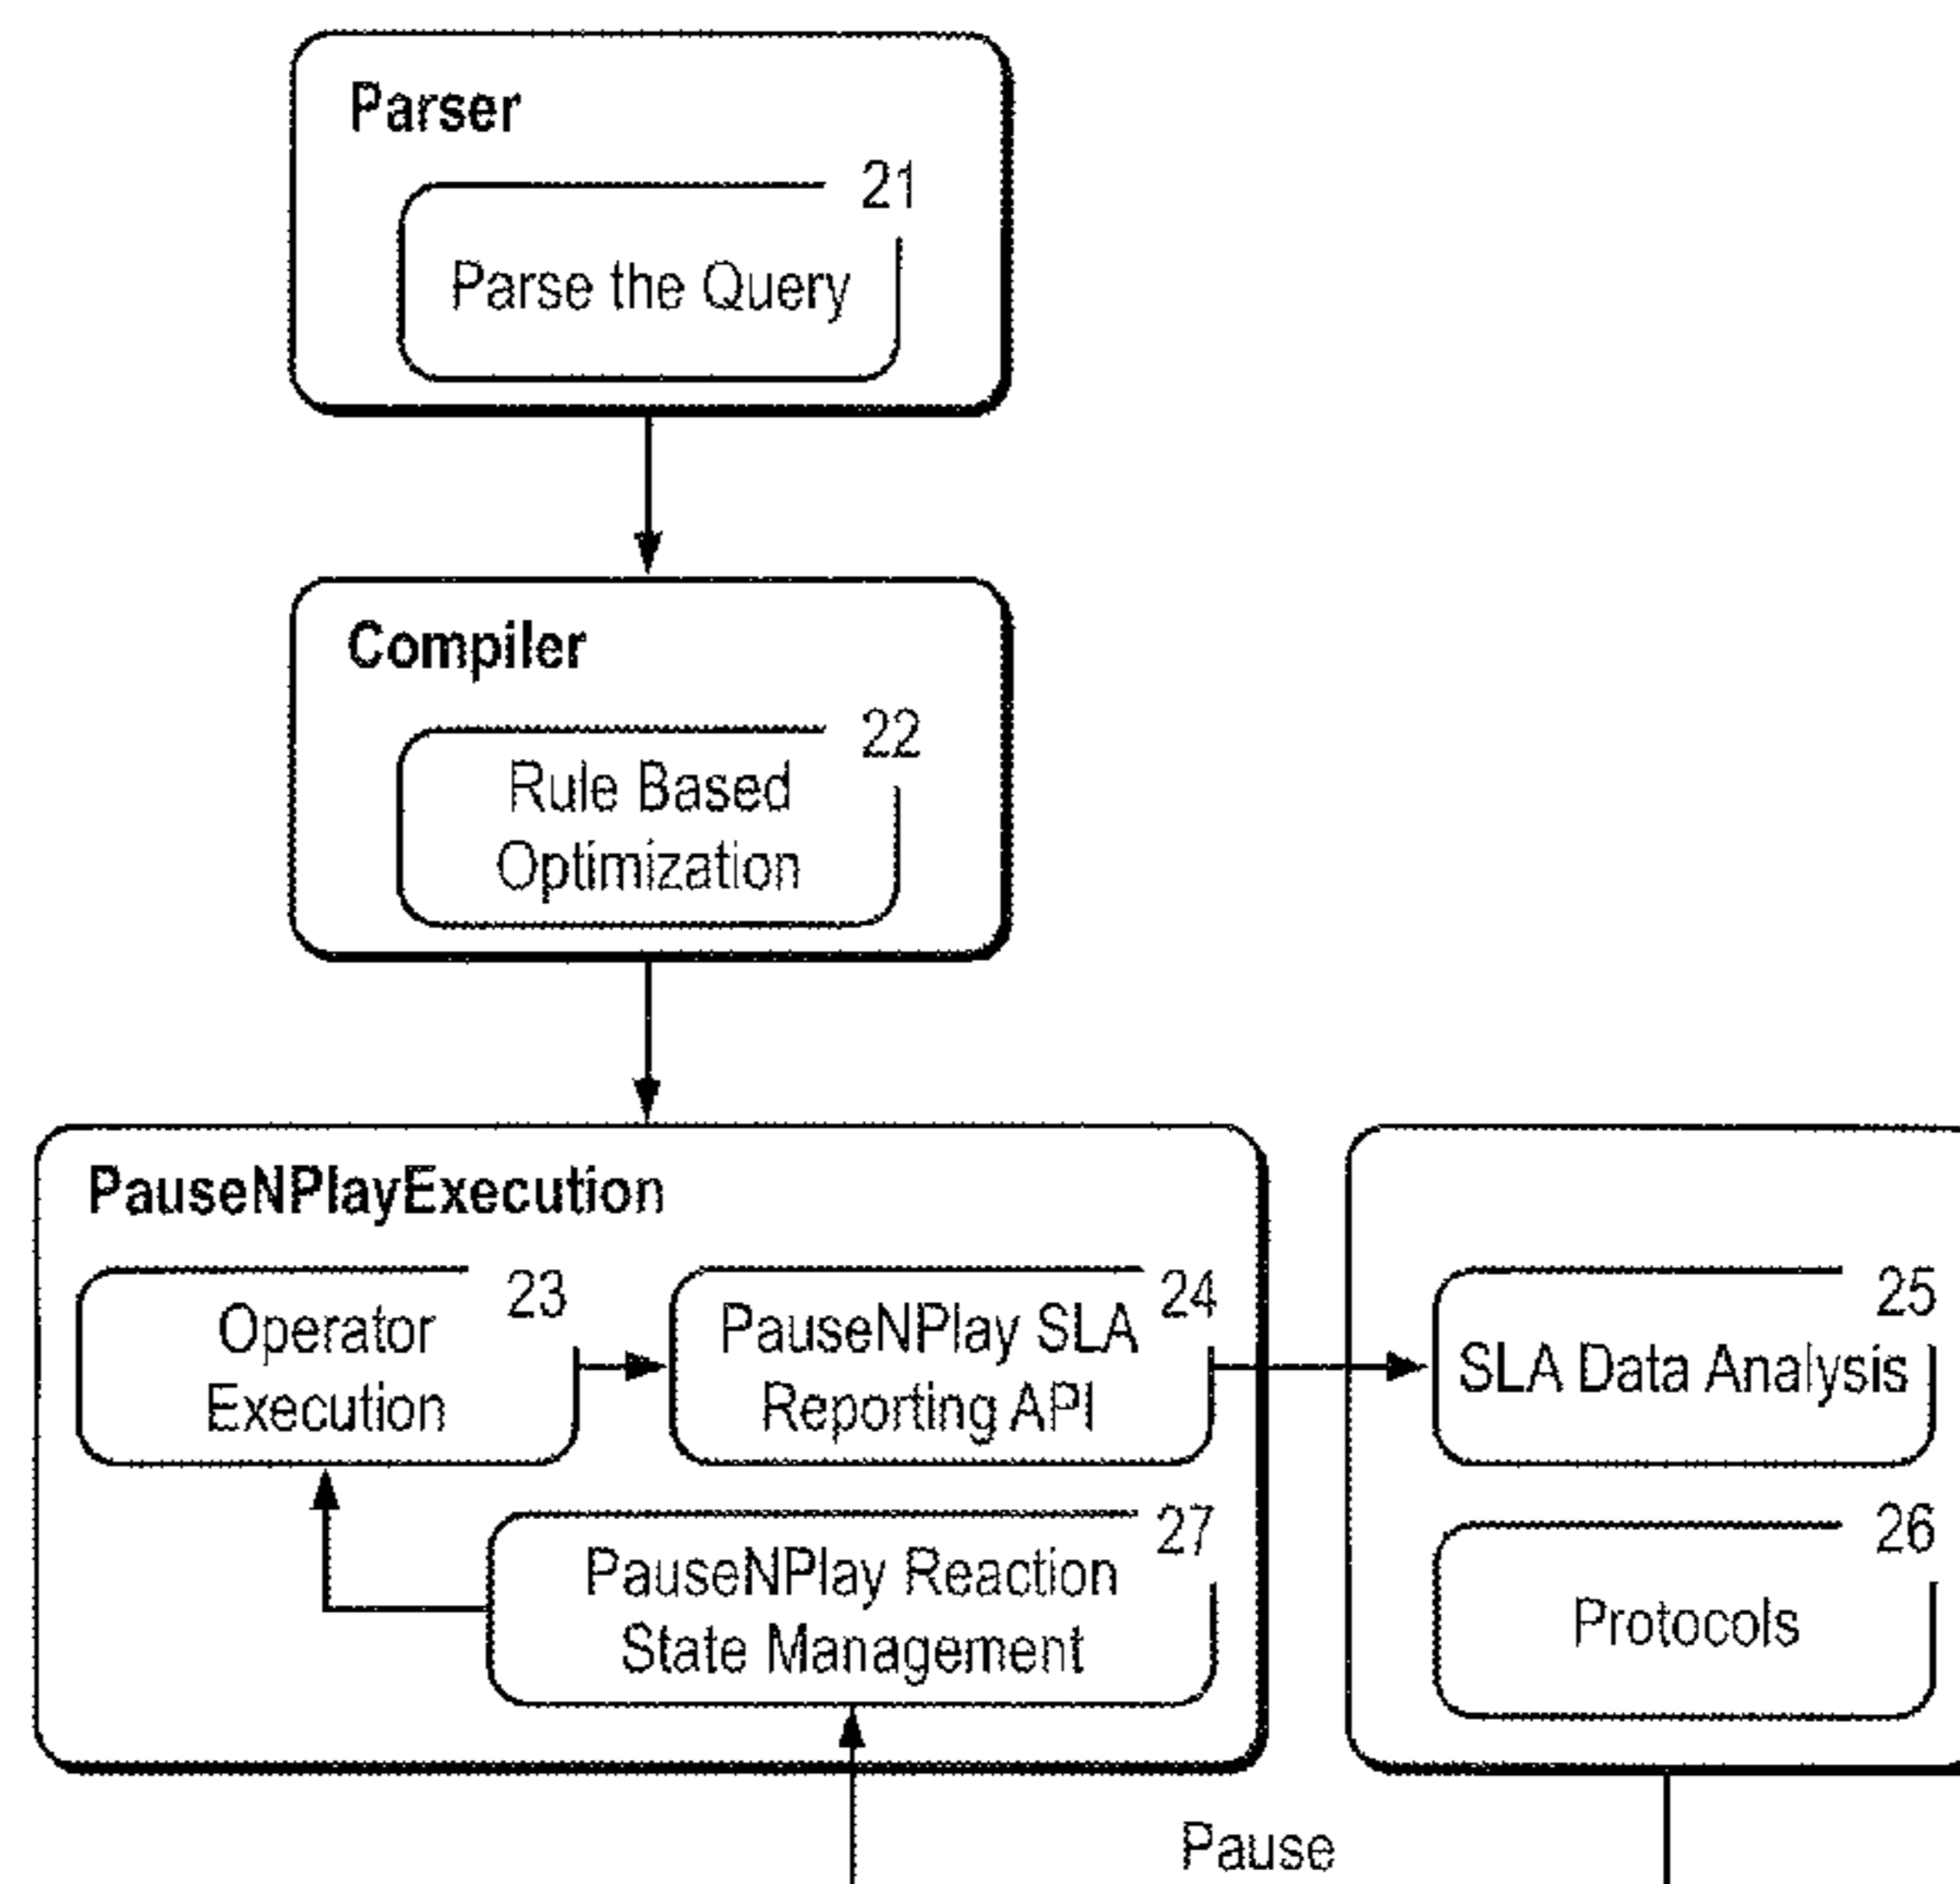 Parser
21
Parse the Query
Compiler
22
Rule Based
Optimization
PauseNPlayExecution
23
Operator
Execution
24
PauseNPlay SLA
Reporting API
25
SLA Data Analysis
27
PauseNPlay Reaction
State Management
26
Protocols
Pause